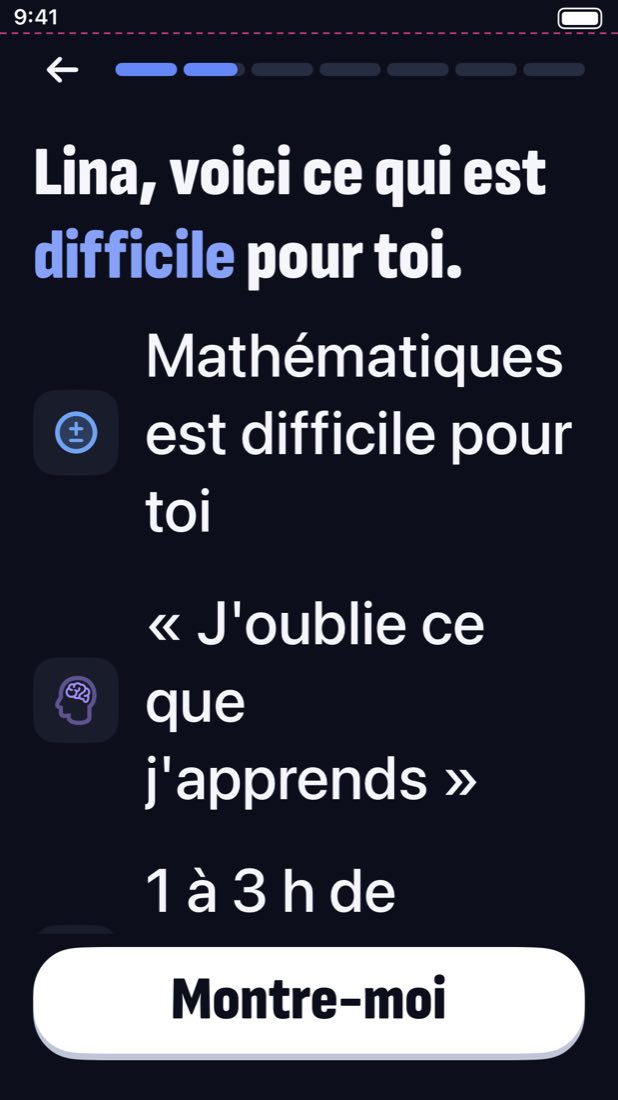 9:41
Lina, voici ce qui est
difficile pour toi.
Mathématiques
est difficile pour
toi
« J'oublie ce
que
j'apprends »
1 à 3 h de
Montre-moi